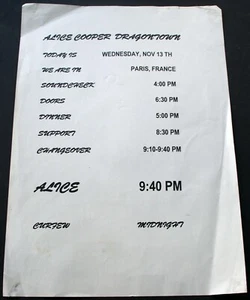 ALICE COOPER DRAGONTOWN
TODAY IS WEDNESDAY, NOV 13 TH
WE ARE IN PARIS, FRANCE
SOUNDCHECK 4:00 PM
DOORS 6:30 PM
DINNER 5:00 PM
SUPPORT 8:30 PM
CHANGEOVER 9:10-9:40 PM
ALICE 9:40 PM
CURFEW MIDNIGHT